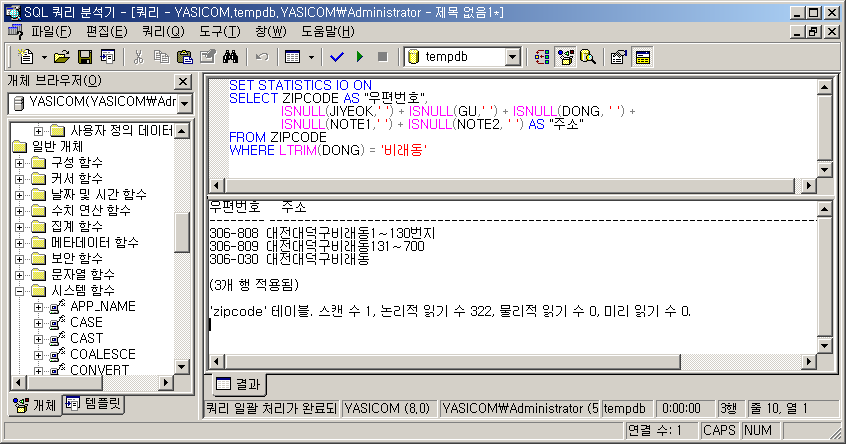 SQL 쿼리 분석기 - [쿼리 - YASICOM,tempdb,YASICOM₩Administrator - 제목 없음1*]
파일(F) 편집(E) 쿼리(Q) 도구(T) 창(W) 도움말(H)
tempdb
개체 브라우저(O)
YASICOM(YASICOM₩Adr
사용자 정의 데이터
일반 개체
구성 함수
커서 함수
날짜 및 시간 함수
수치 연산 함수
집계 함수
메타데이터 함수
보안 함수
문자열 함수
시스템 함수
APP_NAME
CASE
CAST
COALESCE
CONVERT
개체 템플릿
SET STATISTICS IO ON
SELECT ZIPCODE AS "우편번호",
ISNULL(JIYEOK,' ') + ISNULL(GU,' ') + ISNULL(DONG, ' ') +
ISNULL(NOTE1,' ') + ISNULL(NOTE2, ' ') AS "주소"
FROM ZIPCODE
WHERE LTRIM(DONG) = '비래동'
우편번호 주소
306-808 대전대덕구비래동1~130번지
306-809 대전대덕구비래동131~700
306-030 대전대덕구비래동
(3개 행 적용됨)
'zipcode' 테이블. 스캔 수 1, 논리적 읽기 수 322, 물리적 읽기 수 0, 미리 읽기 수 0.
결과
쿼리 일괄 처리가 완료되 YASICOM (8,0) YASICOM₩Administrator (5 tempdb 0:00:00 3행 줄 10, 열 1
연결 수: 1 CAPS NUM